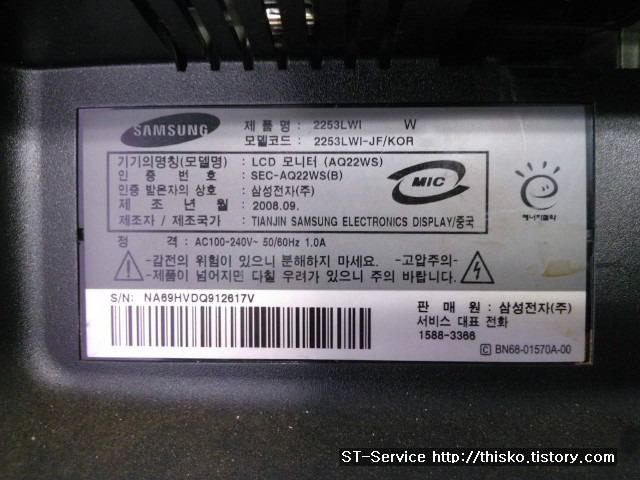 SAMSUNG
제 품 명 : 2253LWI W
모델코드 : 2253LWI-JF/KOR
기기의명칭(모델명) : LCD 모니터 (AQ22WS)
인 증 번 호 : SEC-AQ22WS(B)
인증 받은자의 상호 : 삼성전자(주)
제 조 년 월 : 2008.09.
제조자 / 제조국가 : TIANJIN SAMSUNG ELECTRONICS DISPLAY/중국
MIC
에너지절약
정 격 : AC100-240V~ 50/60Hz 1.0A
-감전의 위험이 있으니 분해하지 마세요. -고압주의-
-제품이 넘어지면 다칠 우려가 있으니 주의 바랍니다.
S/N: NA69HVDQ912617V
판 매 원 : 삼성전자(주)
서비스 대표 전화
1588-3366
Ⓒ BN68-01570A-00
ST-Service http://thisko.tistory.com